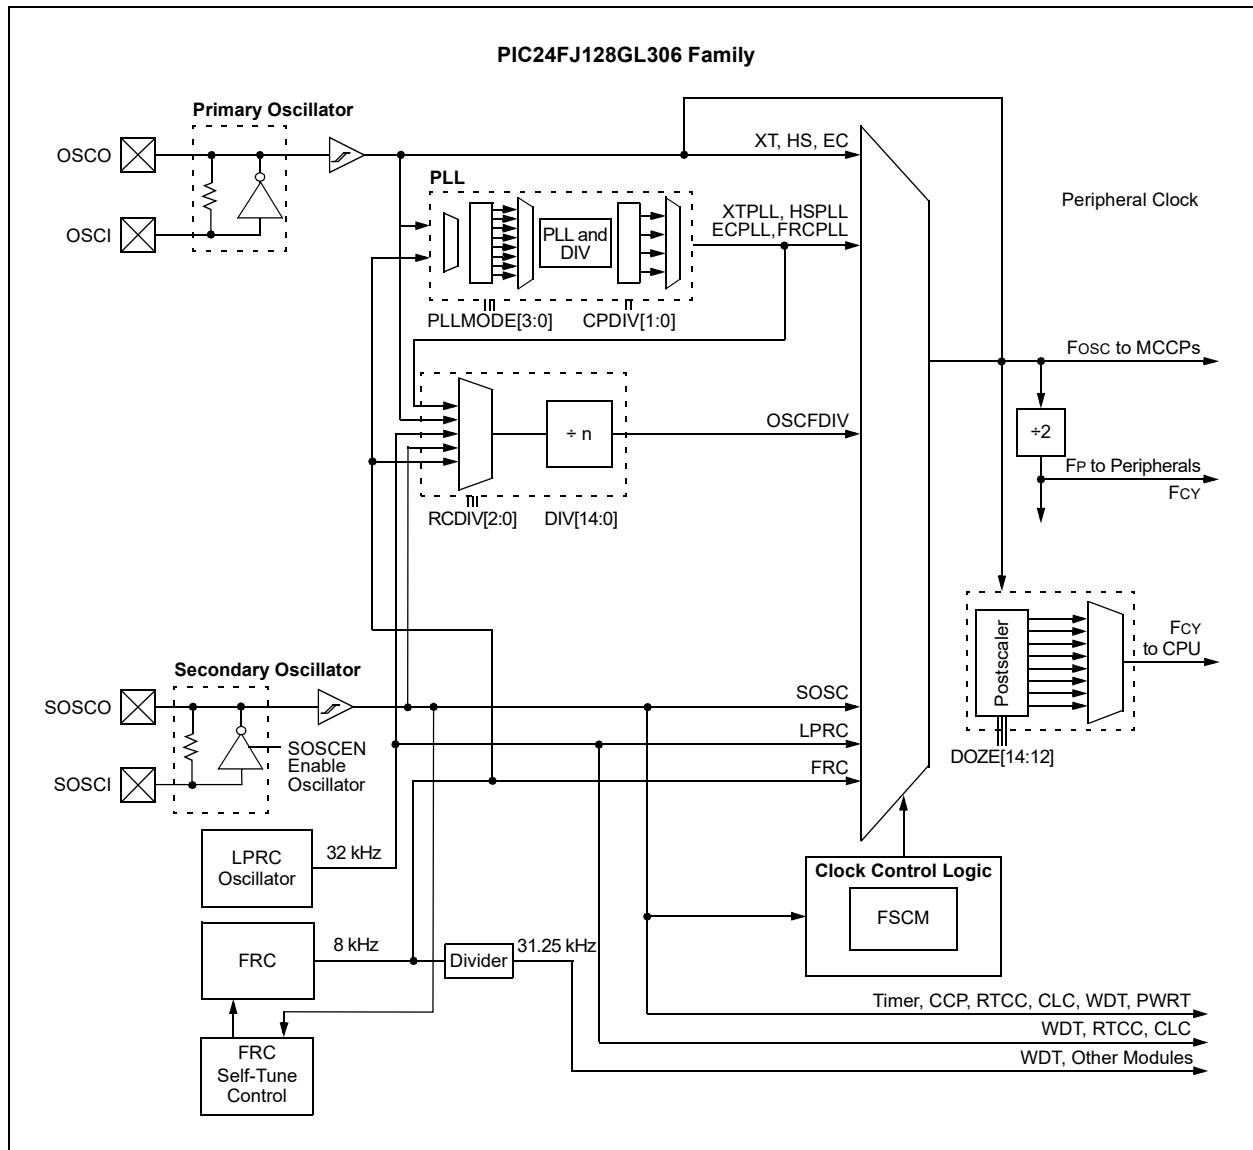 PIC24FJ128GL306 Family
Primary Oscillator
OSCO
OSCI
XT, HS, EC
PLL
PLL and
DIV
XTPLL, HSPLL
ECPLL,FRCPLL
PLLMODE[3:0]
CPDIV[1:0]
Peripheral Clock
FOSC to MCCPs
÷2
FP to Peripherals
FCY
÷ n
OSCFDIV
RCDIV[2:0]
DIV[14:0]
Postscaler
FCY
to CPU
DOZE[14:12]
Secondary Oscillator
SOSCO
SOSCI
SOSCEN
Enable
Oscillator
SOSC
LPRC
FRC
LPRC
Oscillator
32 kHz
Clock Control Logic
FSCM
FRC
8 kHz
Divider
31.25 kHz
FRC
Self-Tune
Control
Timer, CCP, RTCC, CLC, WDT, PWRT
WDT, RTCC, CLC
WDT, Other Modules